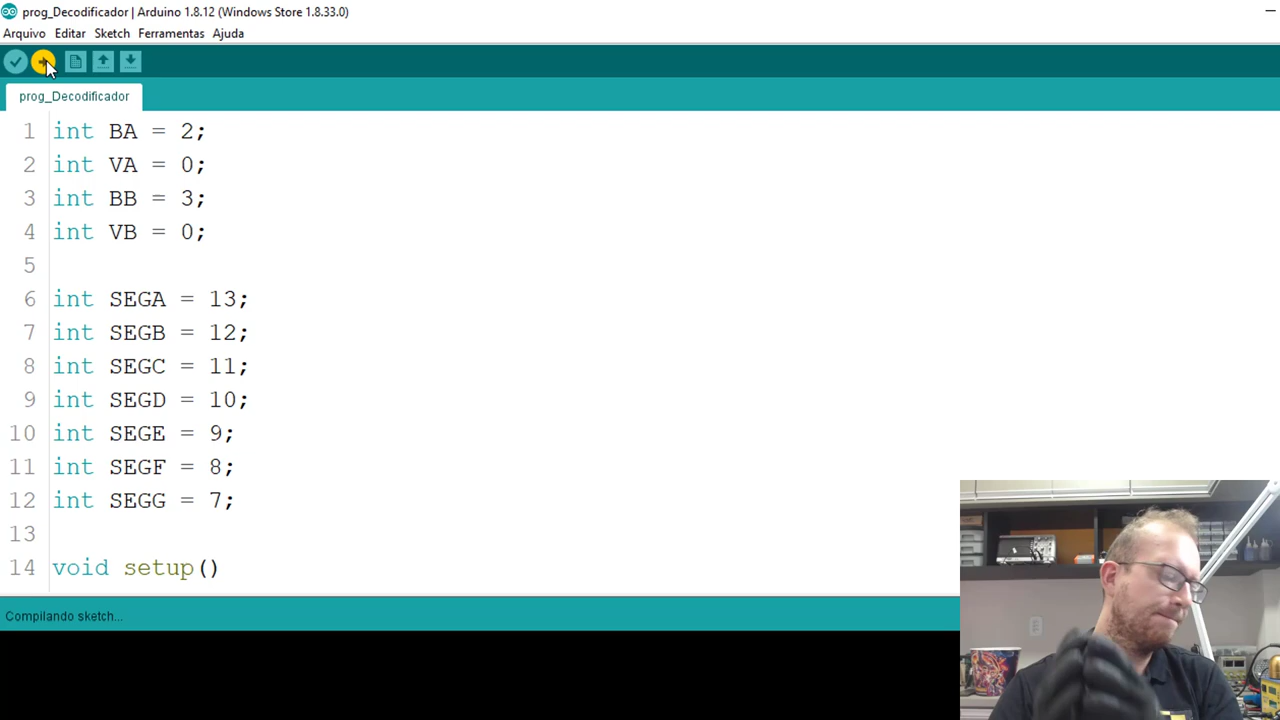 prog_Decodificador | Arduino 1.8.12 (Windows Store 1.8.33.0)
Arquivo Editar Sketch Ferramentas Ajuda
prog_Decodificador
1 int BA = 2;
2 int VA = 0;
3 int BB = 3;
4 int VB = 0;
5
6 int SEGA = 13;
7 int SEGB = 12;
8 int SEGC = 11;
9 int SEGD = 10;
10 int SEGE = 9;
11 int SEGF = 8;
12 int SEGG = 7;
13
14 void setup()
Compilando sketch...